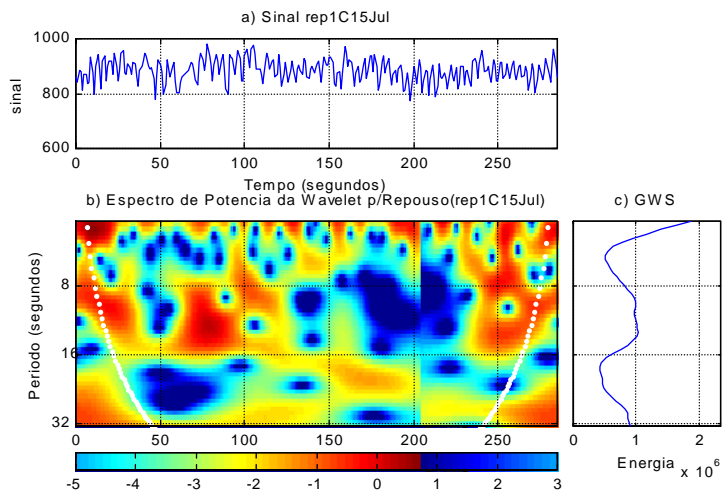 a) Sinal rep1C15Jul
1000
800
600
sinal
0 50 100 150 200 250
Tempo (segundos)
b) Espectro de Potencia da Wavelet p/Repouso(rep1C15Jul)
c) GWS
8
16
32
Periodo (segundos)
0 50 100 150 200 250
0 1 2
Energia x 10^6
-5 -4 -3 -2 -1 0 1 2 3